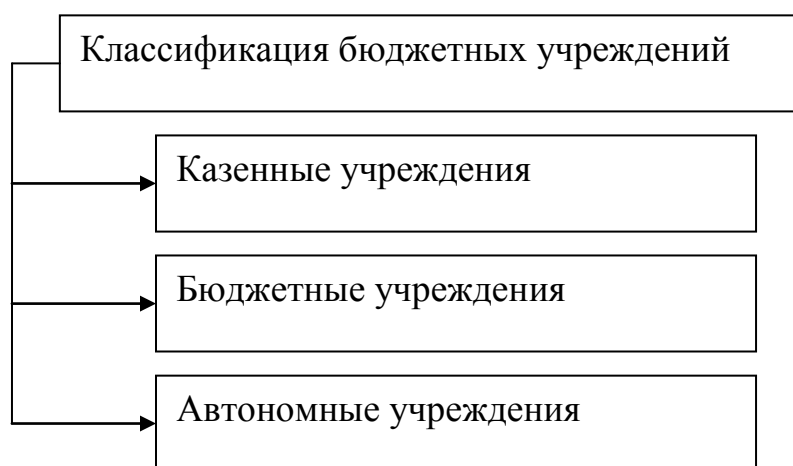 Классификация бюджетных учреждений
Казенные учреждения
Бюджетные учреждения
Автономные учреждения